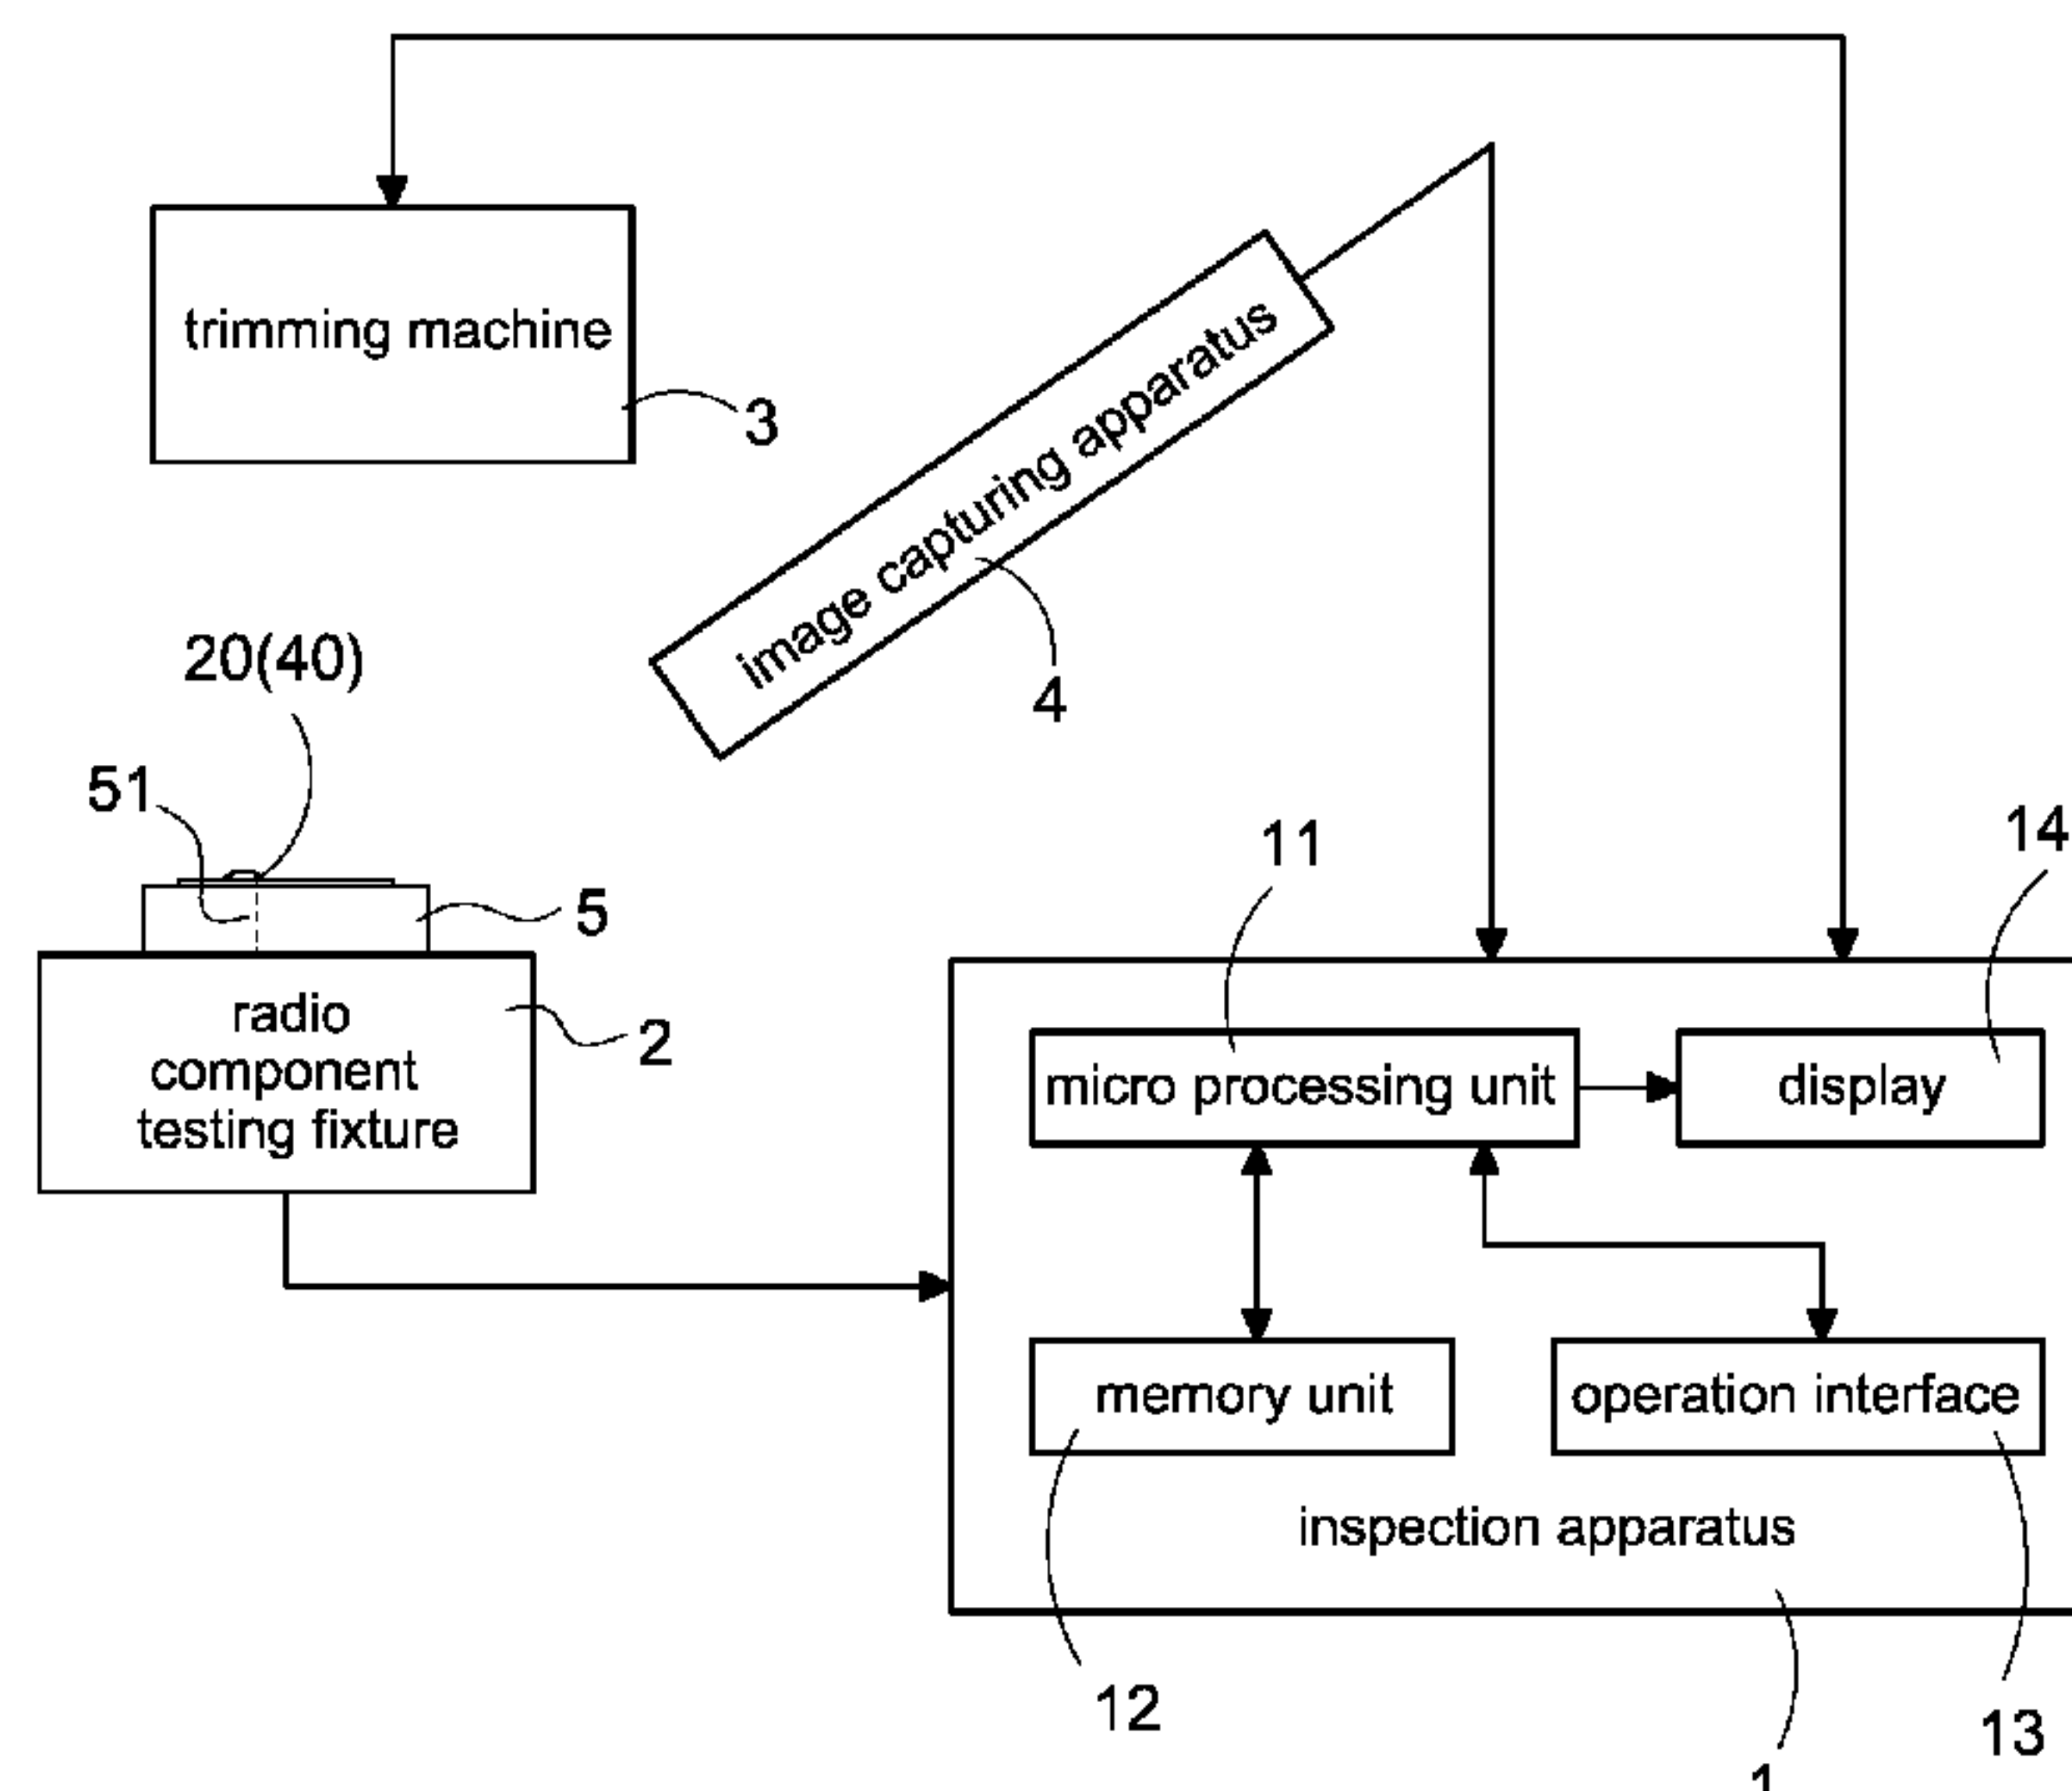 trimming machine
3
image capturing apparatus
4
20(40)
51
5
radio
component
testing fixture
2
11
14
micro processing unit
display
memory unit
operation interface
inspection apparatus
12
13
1